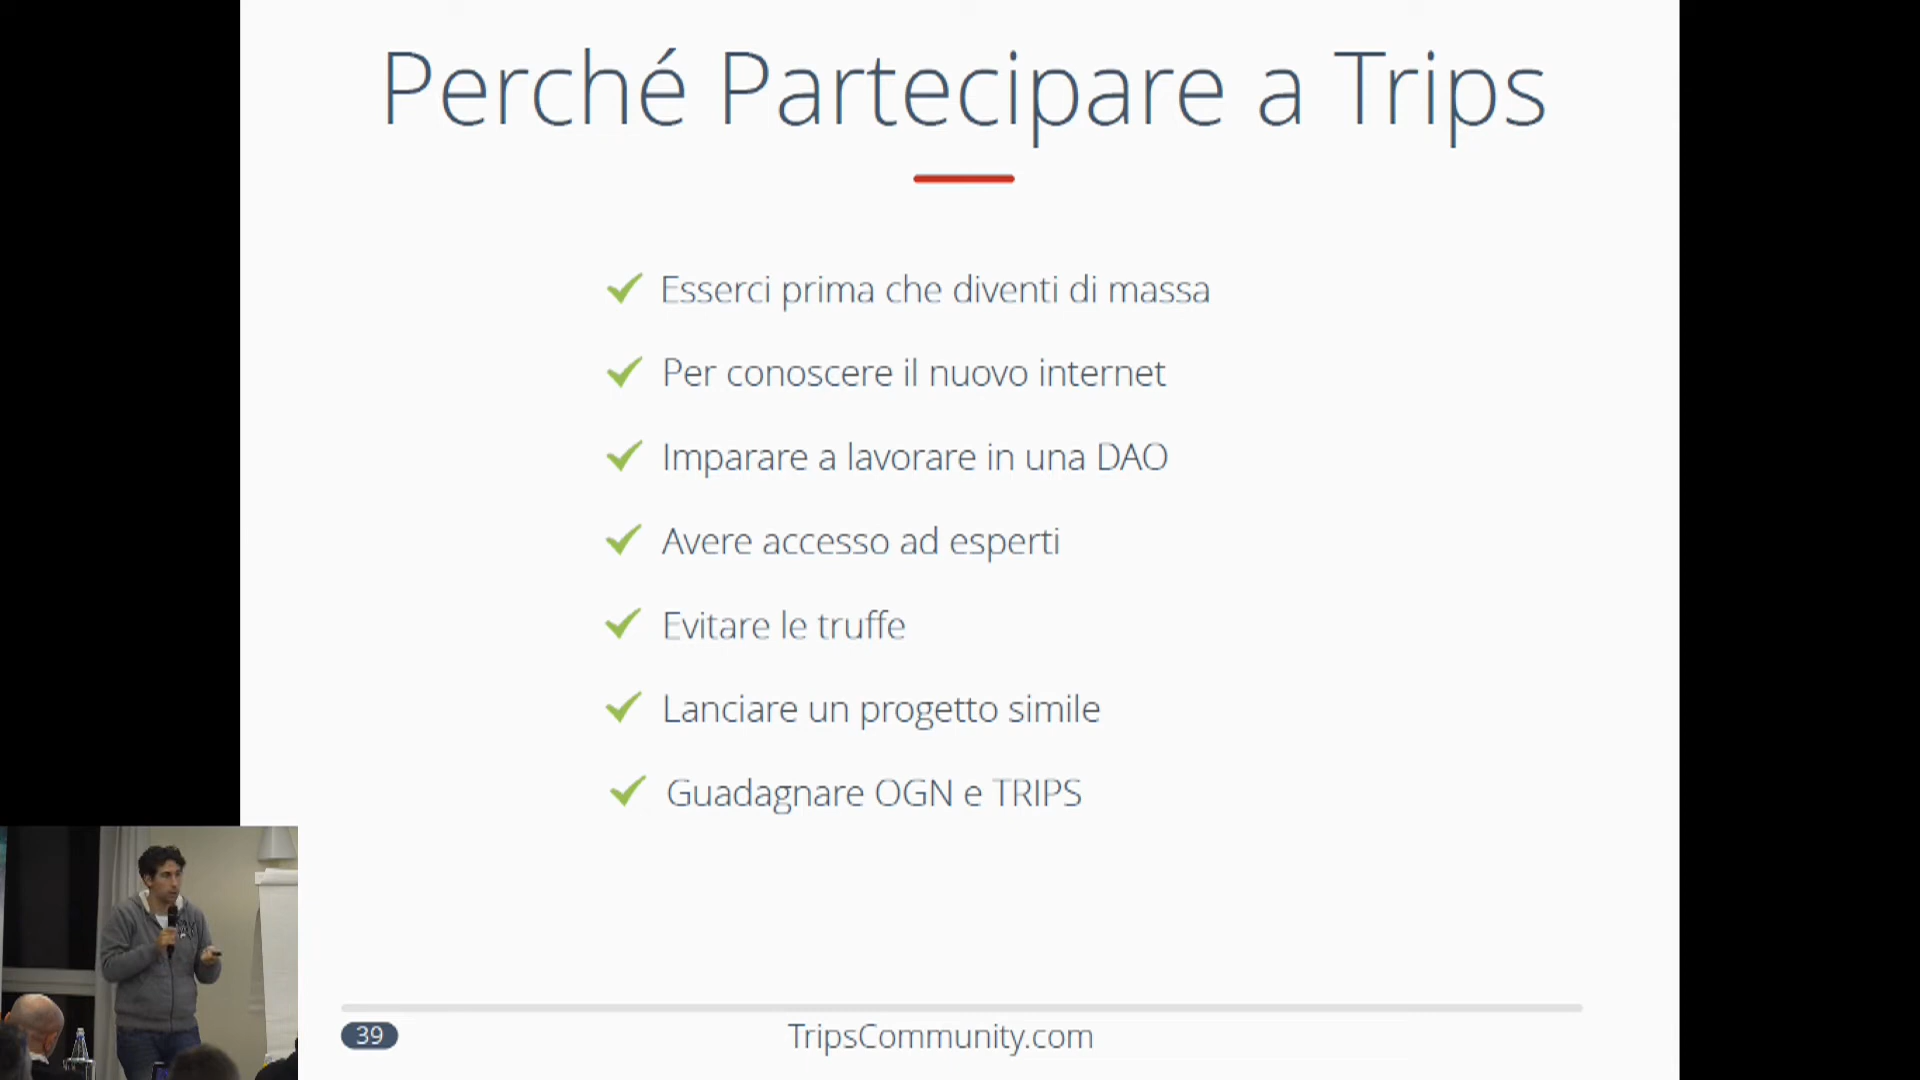 Perché Partecipare a Trips
Esserci prima che diventi di massa
Per conoscere il nuovo internet
Imparare a lavorare in una DAO
Avere accesso ad esperti
Evitare le truffe
Lanciare un progetto simile
Guadagnare OGN e TRIPS
39
TripsCommunity.com